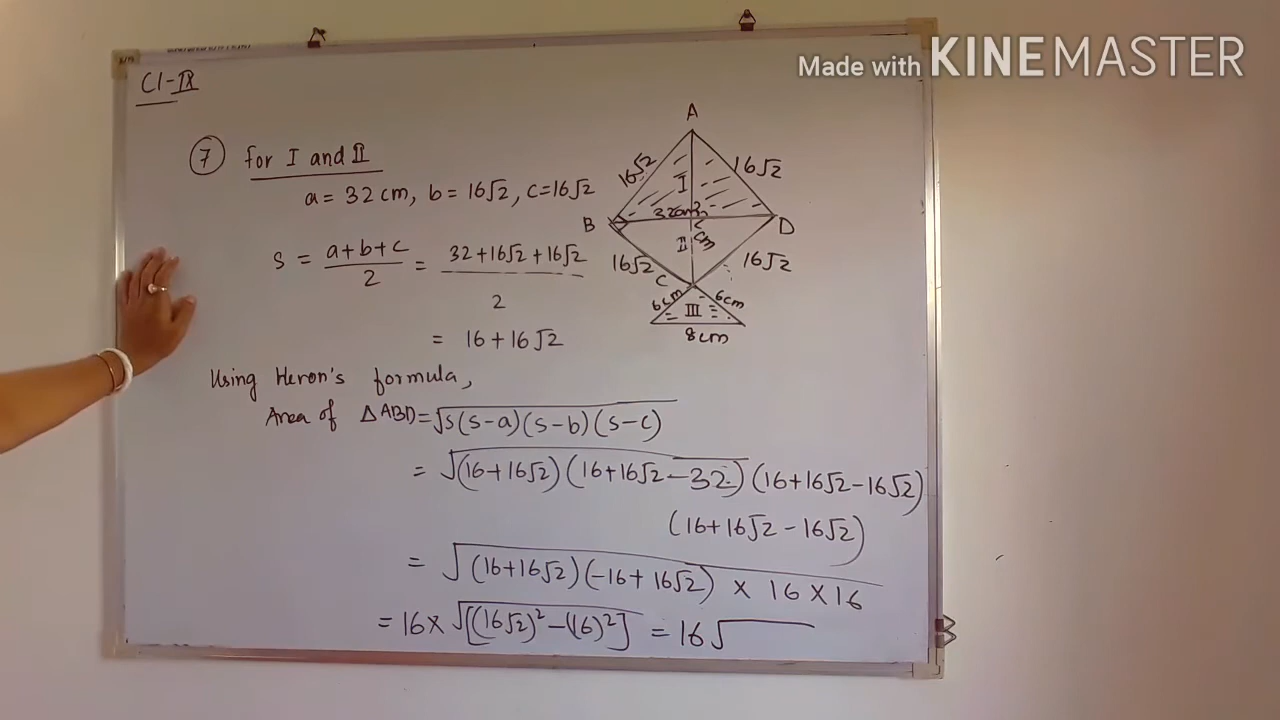 Made with KINEMASTER
Cl-IX
⑦ for I and II
a = 32 cm, b = 16√2, c = 16√2
s = (a+b+c)/2 = (32+16√2+16√2)/2
= 16+16√2
Using Heron's formula,
Area of △ABD = √s(s-a)(s-b)(s-c)
= √(16+16√2)(16+16√2-32)(16+16√2-16√2)
(16+16√2-16√2)
= √(16+16√2)(-16+16√2) × 16 × 16
= 16 × √[(16√2)²-(16)²] = 16√
A
16√2 16√2
I
B D
II
16√2 16√2
C
6cm 6cm
III
8cm